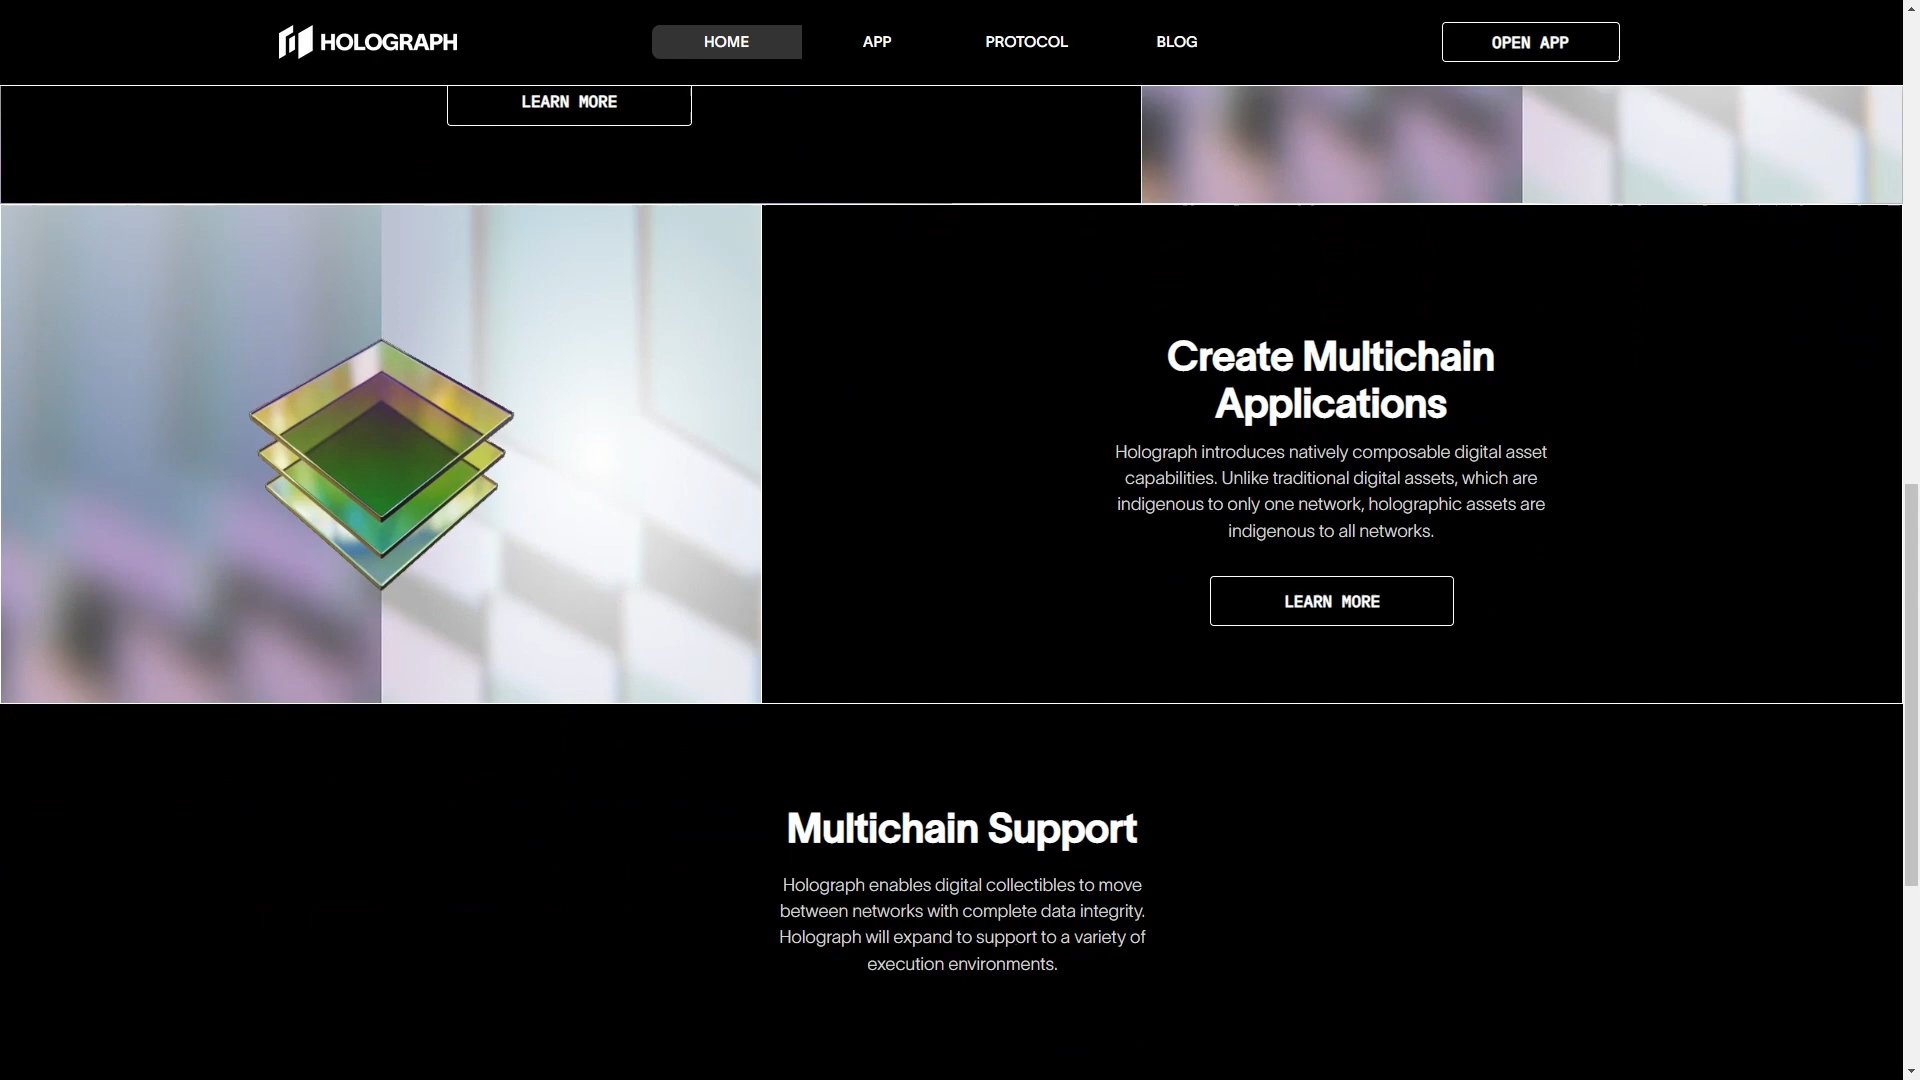 HOLOGRAPH
HOME
APP
PROTOCOL
BLOG
OPEN APP
LEARN MORE
Create Multichain
Applications
Holograph introduces natively composable digital asset
capabilities. Unlike traditional digital assets, which are
indigenous to only one network, holographic assets are
indigenous to all networks.
LEARN MORE
Multichain Support
Holograph enables digital collectibles to move
between networks with complete data integrity.
Holograph will expand to support to a variety of
execution environments.